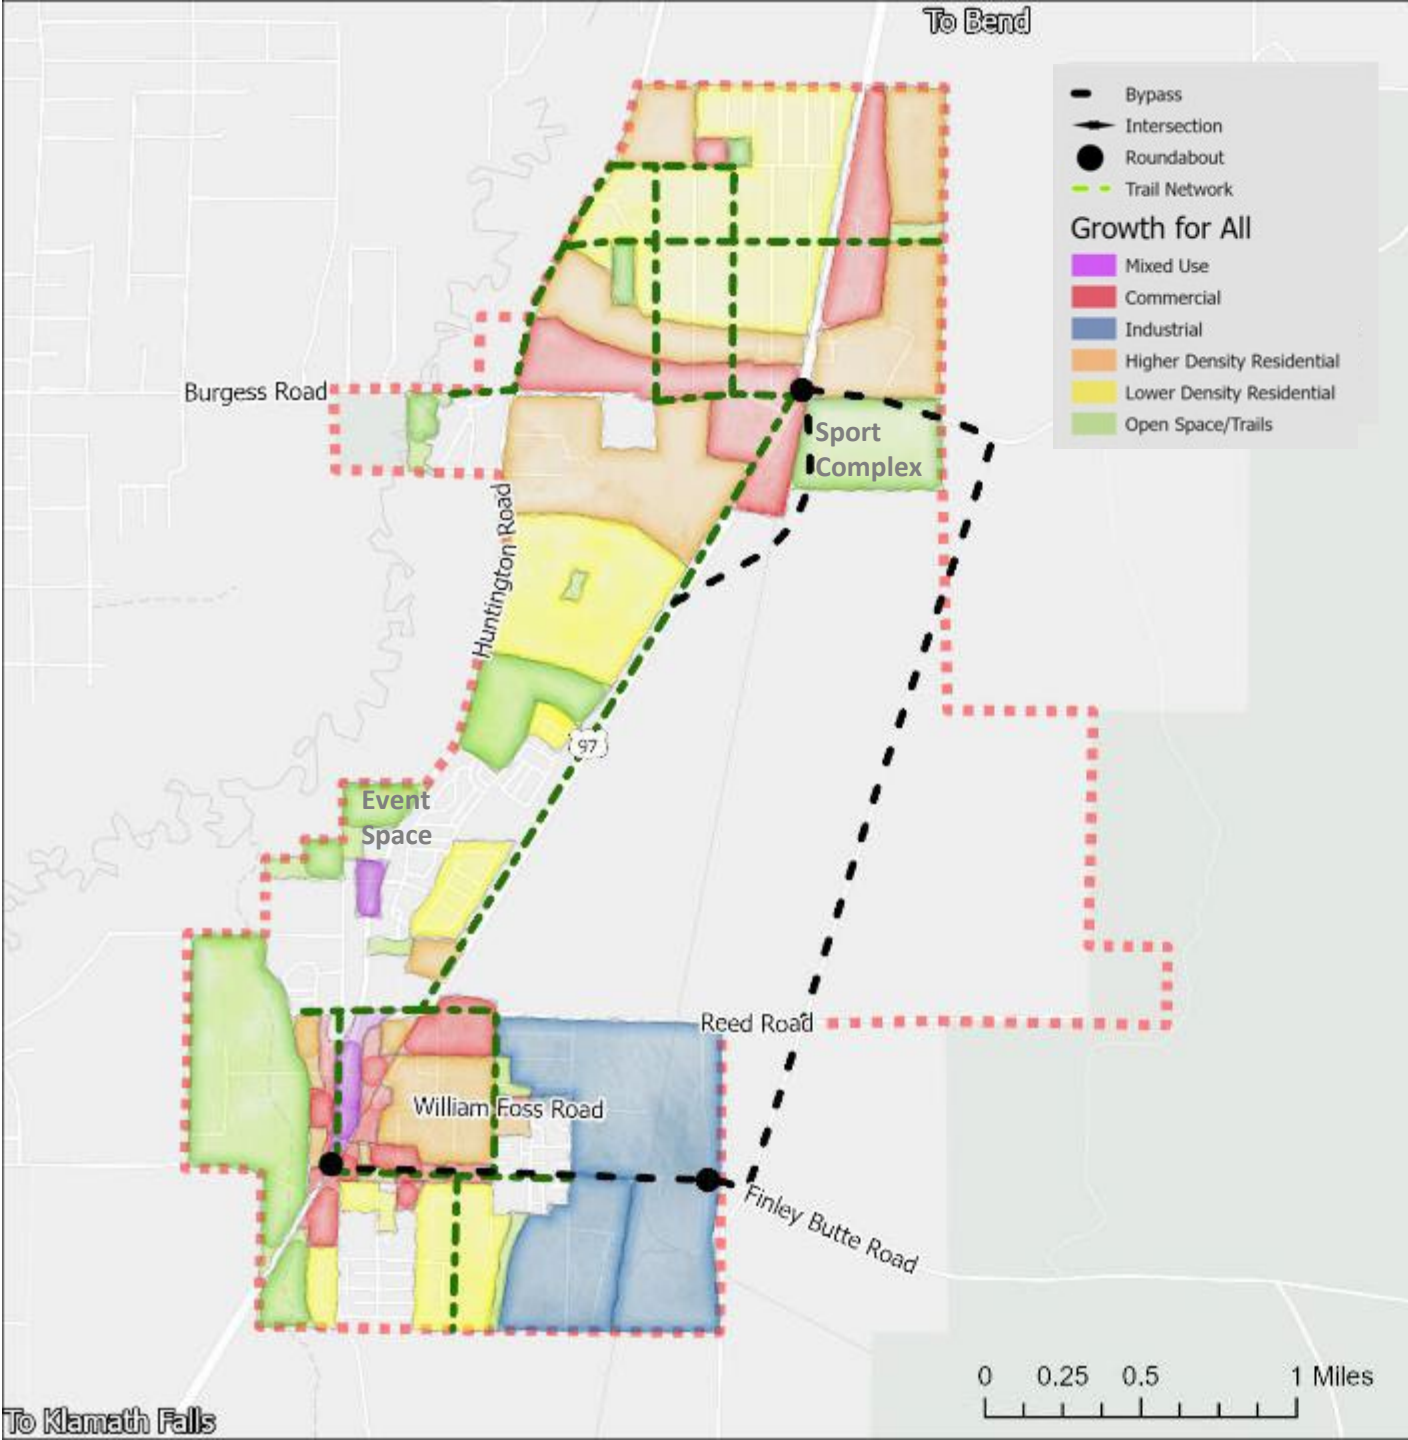 To Bend
Bypass
Intersection
Roundabout
Trail Network
Growth for All
Mixed Use
Commercial
Industrial
Higher Density Residential
Lower Density Residential
Open Space/Trails
Burgess Road
Sport
Complex
Huntington Road
97
Event
Space
Reed Road
William Foss Road
Finley Butte Road
0 0.25 0.5 1 Miles
To Klamath Falls